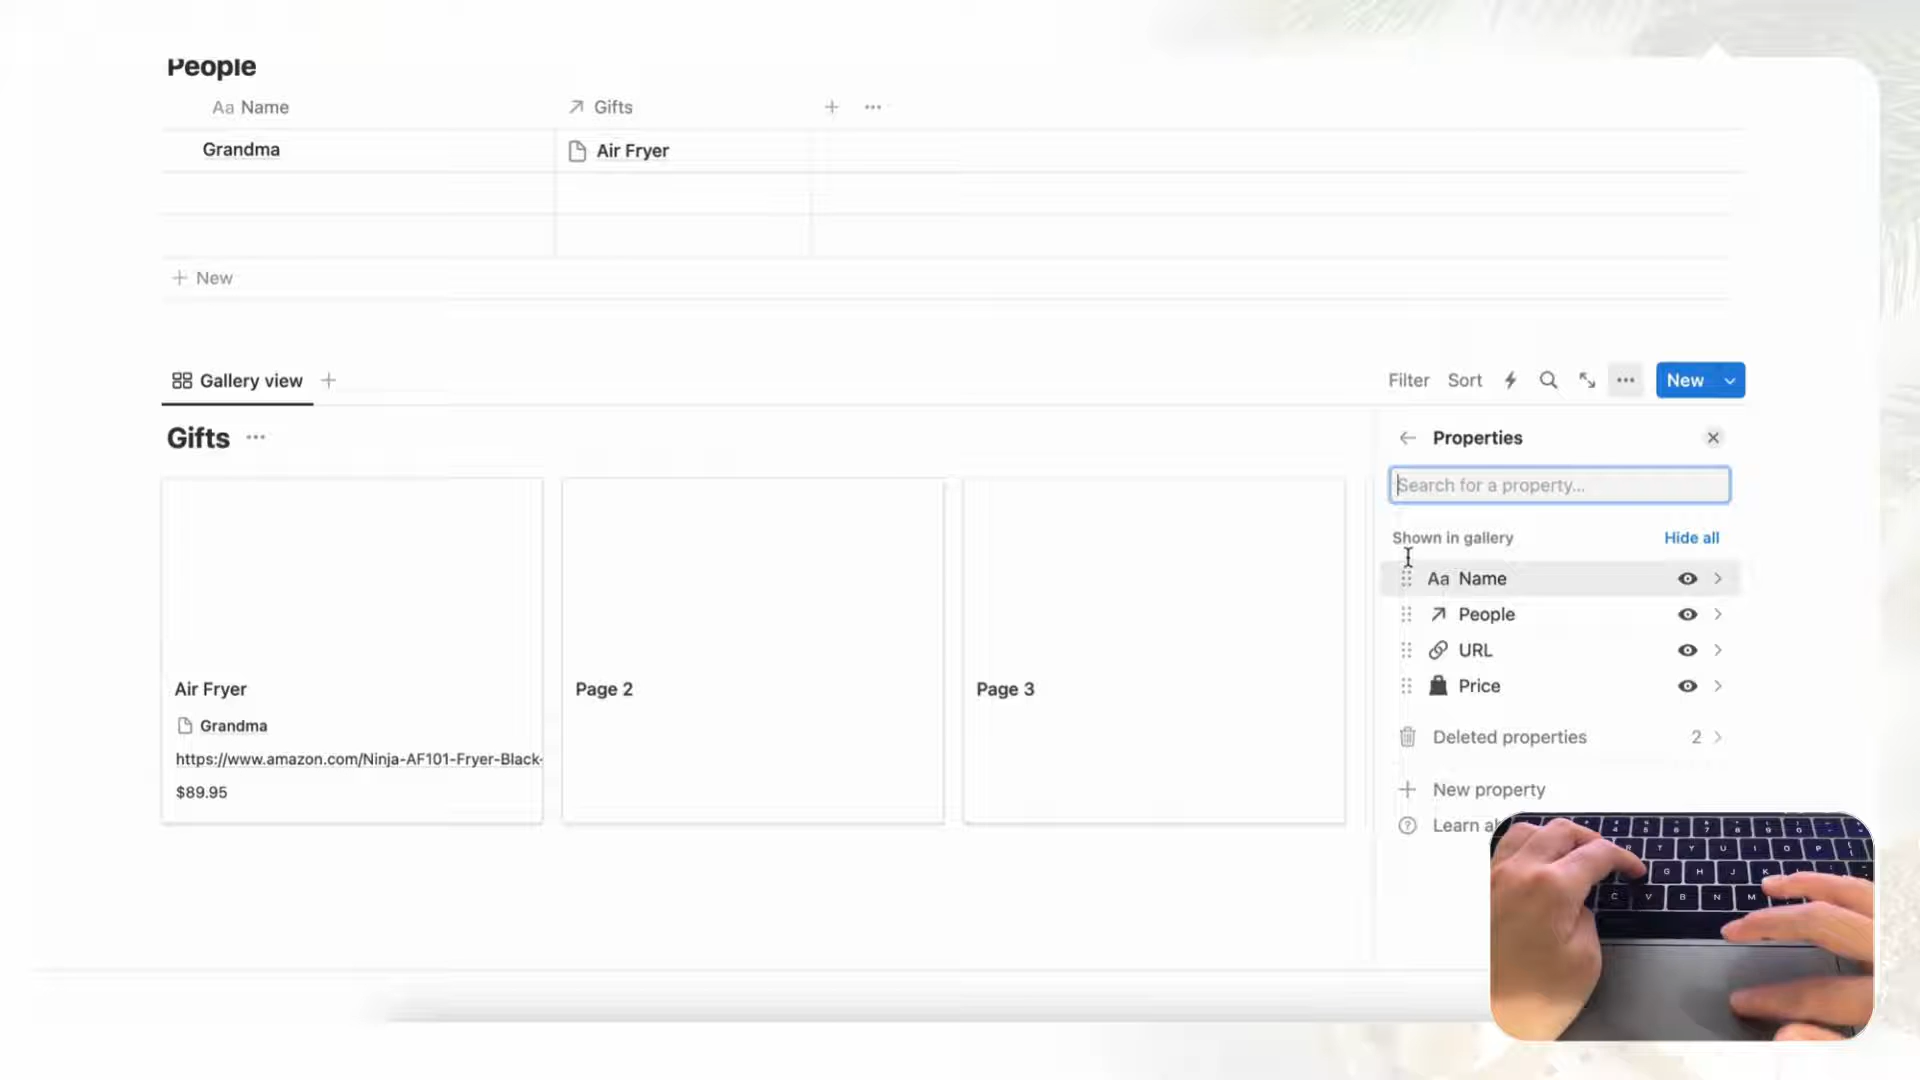 People
Aa Name
Gifts
Grandma
Air Fryer
New
Gallery view
Filter
Sort
New
Gifts
Properties
Search for a property...
Shown in gallery
Hide all
Aa Name
People
URL
Price
Deleted properties
2
New property
Learn a
Air Fryer
Grandma
https://www.amazon.com/Ninja-AF101-Fryer-Black-
$89.95
Page 2
Page 3
R T Y U I O P
G H J K
C V B N M